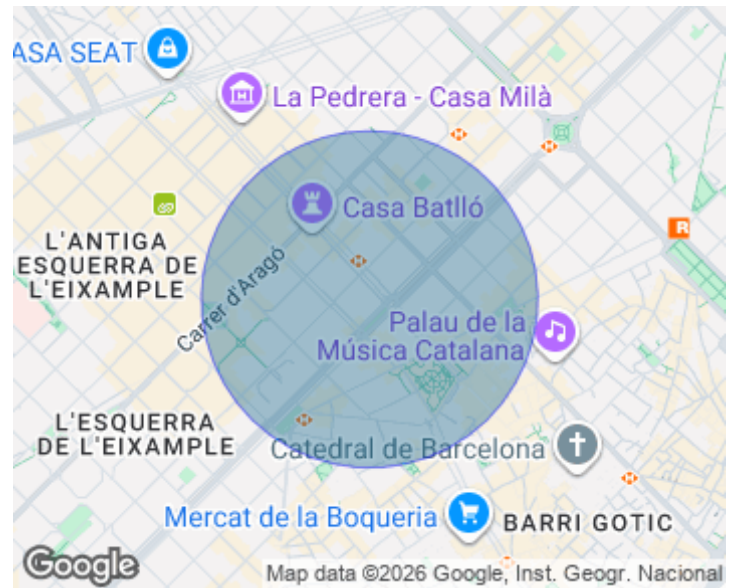 ASA SEAT
La Pedrera - Casa Milà
Casa Batlló
L'ANTIGA
ESQUERRA DE
L'EIXAMPLE
Carrer d'Aragó
Palau de la
Música Catalana
L'ESQUERRA
DE L'EIXAMPLE
Catedral de Barcelona
Mercat de la Boqueria
BARRI GOTIC
R
Google
Map data ©2026 Google, Inst. Geogr. Nacional